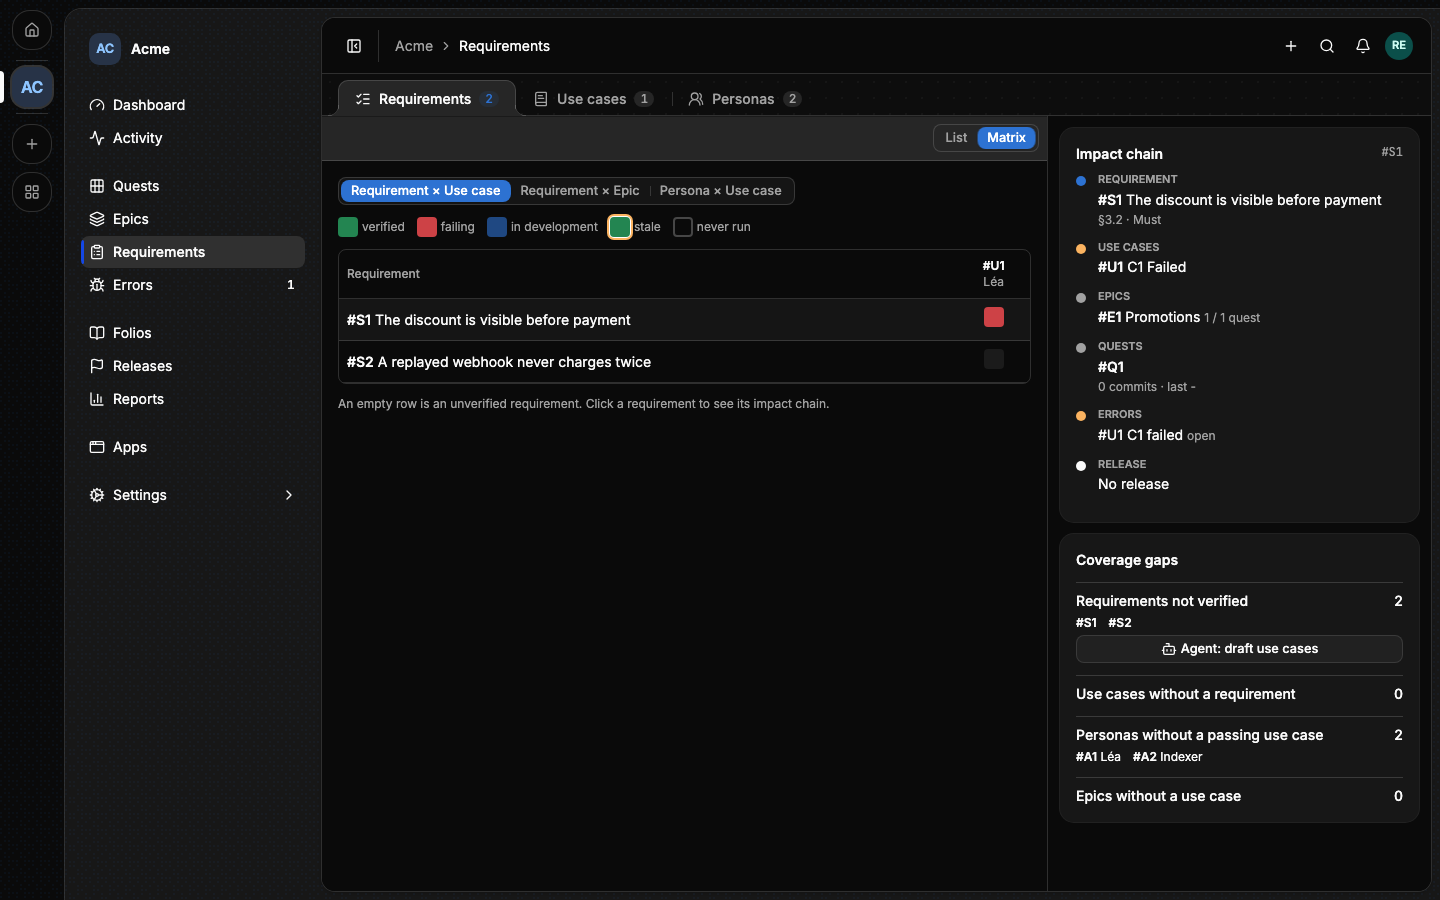 AC
AC Acme
Dashboard
Activity
Quests
Epics
Requirements
Errors 1
Folios
Releases
Reports
Apps
Settings
Acme Requirements
RE
Requirements 2
Use cases 1
Personas 2
List Matrix
Requirement × Use case
Requirement × Epic
Persona × Use case
verified
failing
in development
stale
never run
Requirement
#U1
Léa
#S1 The discount is visible before payment
#S2 A replayed webhook never charges twice
An empty row is an unverified requirement. Click a requirement to see its impact chain.
Impact chain #S1
REQUIREMENT
#S1 The discount is visible before payment
§3.2 · Must
USE CASES
#U1 C1 Failed
EPICS
#E1 Promotions 1 / 1 quest
QUESTS
#Q1
0 commits · last -
ERRORS
#U1 C1 failed open
RELEASE
No release
Coverage gaps
Requirements not verified 2
#S1 #S2
Agent: draft use cases
Use cases without a requirement 0
Personas without a passing use case 2
#A1 Léa #A2 Indexer
Epics without a use case 0